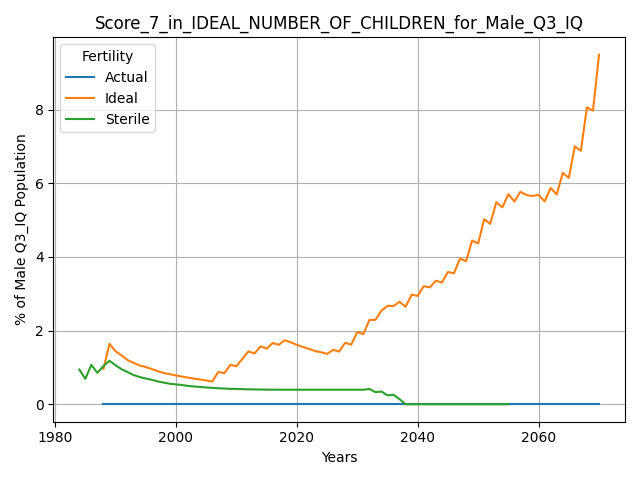 Score_7_in_IDEAL_NUMBER_OF_CHILDREN_for_Male_Q3_IQ
Fertility
Actual
Ideal
Sterile
% of Male Q3_IQ Population
8
6
4
2
0
1980
2000
2020
2040
2060
Years